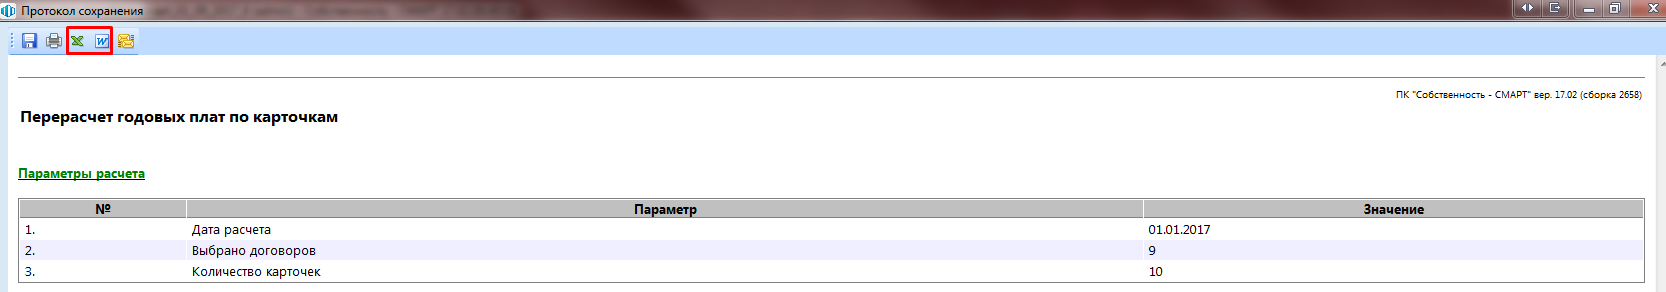 Протокол сохранения
ПК "Собственность - СМАРТ" вер. 17.02 (сборка 2658)
Перерасчет годовых плат по карточкам
Параметры расчета
№ Параметр Значение
1. Дата расчета 01.01.2017
2. Выбрано договоров 9
3. Количество карточек 10